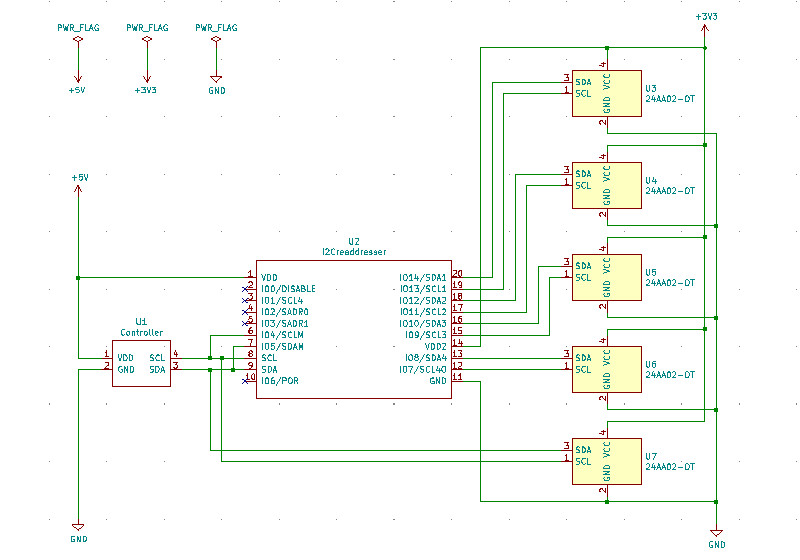 PWR_FLAG PWR_FLAG PWR_FLAG
+5V +3V3 GND
+3V3
4
3 SDA VCC U3
1 SCL GND 24AA02-OT
2
4
3 SDA VCC U4
1 SCL GND 24AA02-OT
2
+5V
U2
I2Creaddresser
1 VDD IO14/SDA1 20
2 IO0/DISABLE IO13/SCL1 19
3 IO1/SCL4 IO12/SDA2 18
4 IO2/SADR0 IO11/SCL2 17
5 IO3/SADR1 IO10/SDA3 16
6 IO4/SCLM IO9/SCL3 15
7 IO5/SDAM VDD2 14
8 SCL IO8/SDA4 13
9 SDA IO7/SCL4O 12
10 IO6/POR GND 11
4
3 SDA VCC U5
1 SCL GND 24AA02-OT
2
U1
Controller
1 VDD SCL 4
2 GND SDA 3
4
3 SDA VCC U6
1 SCL GND 24AA02-OT
2
4
3 SDA VCC U7
1 SCL GND 24AA02-OT
2
GND GND